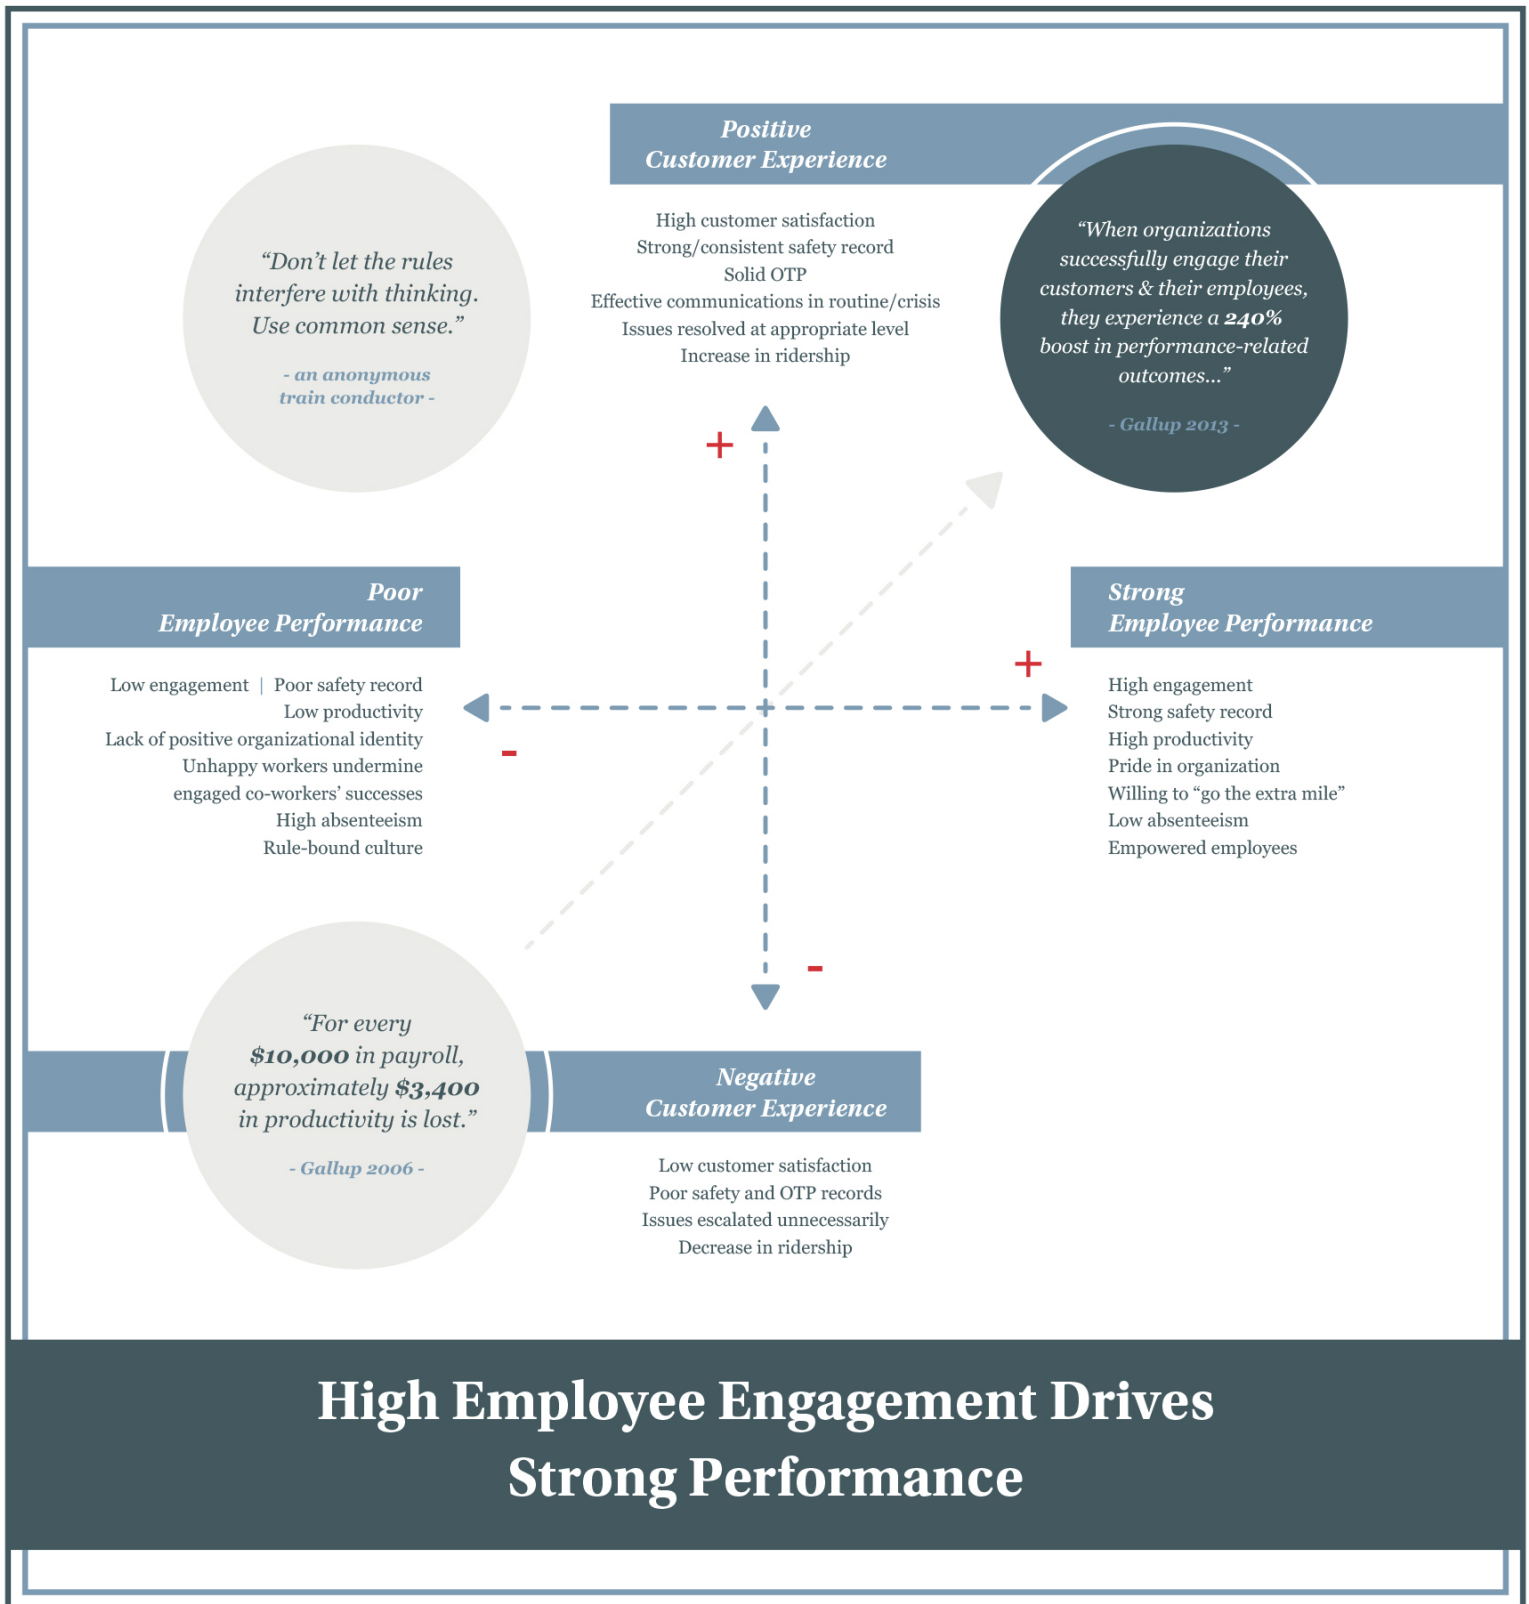 Positive
Customer Experience
High customer satisfaction
Strong/consistent safety record
Solid OTP
Effective communications in routine/crisis
Issues resolved at appropriate level
Increase in ridership
“Don’t let the rules
interfere with thinking.
Use common sense.”
- an anonymous
train conductor -
“When organizations
successfully engage their
customers & their employees,
they experience a 240%
boost in performance-related
outcomes...”
- Gallup 2013 -
+
Poor
Employee Performance
Low engagement | Poor safety record
Low productivity
Lack of positive organizational identity
Unhappy workers undermine
engaged co-workers’ successes
High absenteeism
Rule-bound culture
-
Strong
Employee Performance
+
High engagement
Strong safety record
High productivity
Pride in organization
Willing to “go the extra mile”
Low absenteeism
Empowered employees
-
“For every
$10,000 in payroll,
approximately $3,400
in productivity is lost.”
- Gallup 2006 -
Negative
Customer Experience
Low customer satisfaction
Poor safety and OTP records
Issues escalated unnecessarily
Decrease in ridership
High Employee Engagement Drives
Strong Performance